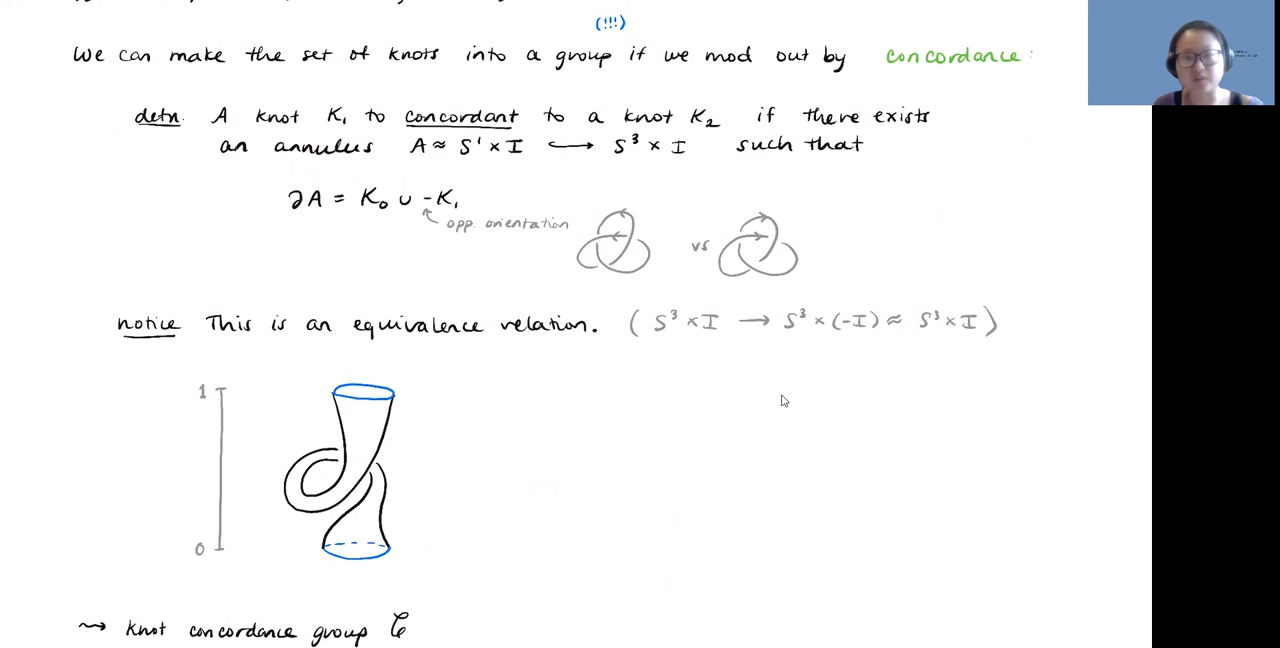 (!!!)
We can make the set of knots into a group if we mod out by concordance:
defn. A knot K₁ to concordant to a knot K₂ if there exists
an annulus A ≈ S¹ × I ↪ S³ × I such that
∂A = K₀ ∪ -K₁
opp. orientation
vs
notice This is an equivalence relation. (S³ × I → S³ × (-I) ≈ S³ × I)
1
0
⇝ knot concordance group 𝒞